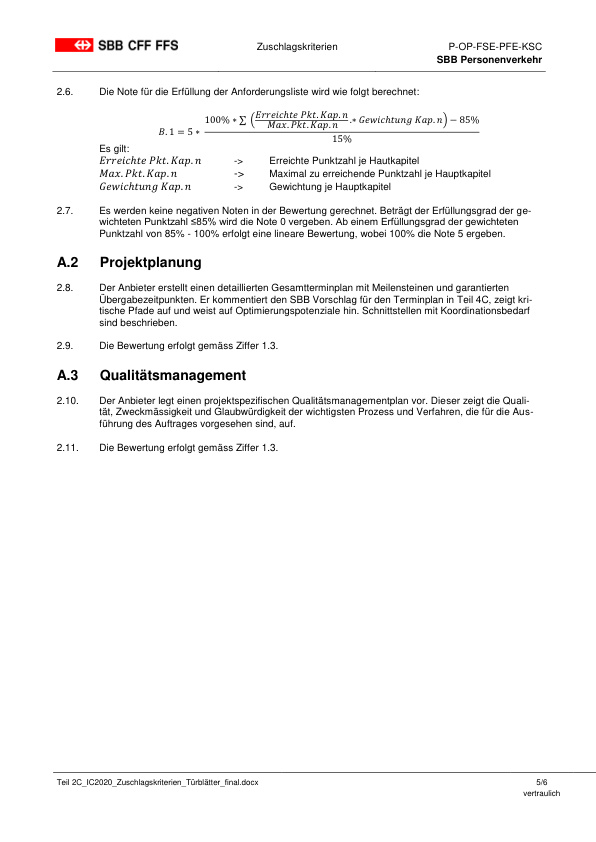 SBB CFF FFS
Zuschlagskriterien
P-OP-FSE-PFE-KSC
SBB Personenverkehr
2.6. Die Note für die Erfüllung der Anforderungsliste wird wie folgt berechnet:
B.1 = 5 * (100% * ∑ (Erreichte Pkt.Kap.n / Max.Pkt.Kap.n .* Gewichtung Kap.n) − 85%) / 15%
Es gilt:
Erreichte Pkt.Kap.n -> Erreichte Punktzahl je Hautkapitel
Max.Pkt.Kap.n -> Maximal zu erreichende Punktzahl je Hauptkapitel
Gewichtung Kap.n -> Gewichtung je Hauptkapitel
2.7. Es werden keine negativen Noten in der Bewertung gerechnet. Beträgt der Erfüllungsgrad der ge-
wichteten Punktzahl ≤85% wird die Note 0 vergeben. Ab einem Erfüllungsgrad der gewichteten
Punktzahl von 85% - 100% erfolgt eine lineare Bewertung, wobei 100% die Note 5 ergeben.
A.2 Projektplanung
2.8. Der Anbieter erstellt einen detaillierten Gesamtterminplan mit Meilensteinen und garantierten
Übergabezeitpunkten. Er kommentiert den SBB Vorschlag für den Terminplan in Teil 4C, zeigt kri-
tische Pfade auf und weist auf Optimierungspotenziale hin. Schnittstellen mit Koordinationsbedarf
sind beschrieben.
2.9. Die Bewertung erfolgt gemäss Ziffer 1.3.
A.3 Qualitätsmanagement
2.10. Der Anbieter legt einen projektspezifischen Qualitätsmanagementplan vor. Dieser zeigt die Quali-
tät, Zweckmässigkeit und Glaubwürdigkeit der wichtigsten Prozess und Verfahren, die für die Aus-
führung des Auftrages vorgesehen sind, auf.
2.11. Die Bewertung erfolgt gemäss Ziffer 1.3.
Teil 2C_IC2020_Zuschlagskriterien_Türblätter_final.docx
5/6
vertraulich